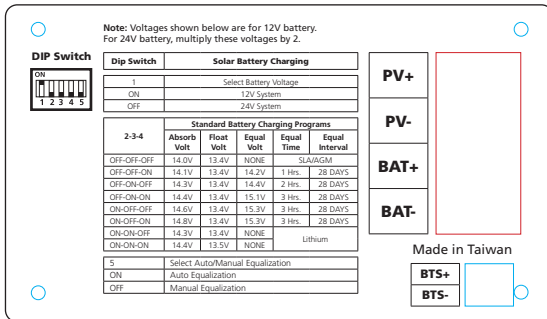 Note: Voltages shown below are for 12V battery.
For 24V battery, multiply these voltages by 2.
DIP Switch
ON
1 2 3 4 5
Dip Switch Solar Battery Charging
1 Select Battery Voltage
ON 12V System
OFF 24V System
2-3-4 Standard Battery Charging Programs
Absorb Volt Float Volt Equal Volt Equal Time Equal Interval
OFF-OFF-OFF 14.0V 13.4V NONE SLA/AGM
OFF-OFF-ON 14.1V 13.4V 14.2V 1 Hrs. 28 DAYS
OFF-ON-OFF 14.3V 13.4V 14.4V 2 Hrs. 28 DAYS
OFF-ON-ON 14.4V 13.4V 15.1V 3 Hrs. 28 DAYS
ON-OFF-OFF 14.6V 13.4V 15.3V 3 Hrs. 28 DAYS
ON-OFF-ON 14.8V 13.4V 15.3V 3 Hrs. 28 DAYS
ON-ON-OFF 14.3V 13.4V NONE Lithium
ON-ON-ON 14.4V 13.5V NONE
5 Select Auto/Manual Equalization
ON Auto Equalization
OFF Manual Equalization
PV+
PV-
BAT+
BAT-
Made in Taiwan
BTS+
BTS-